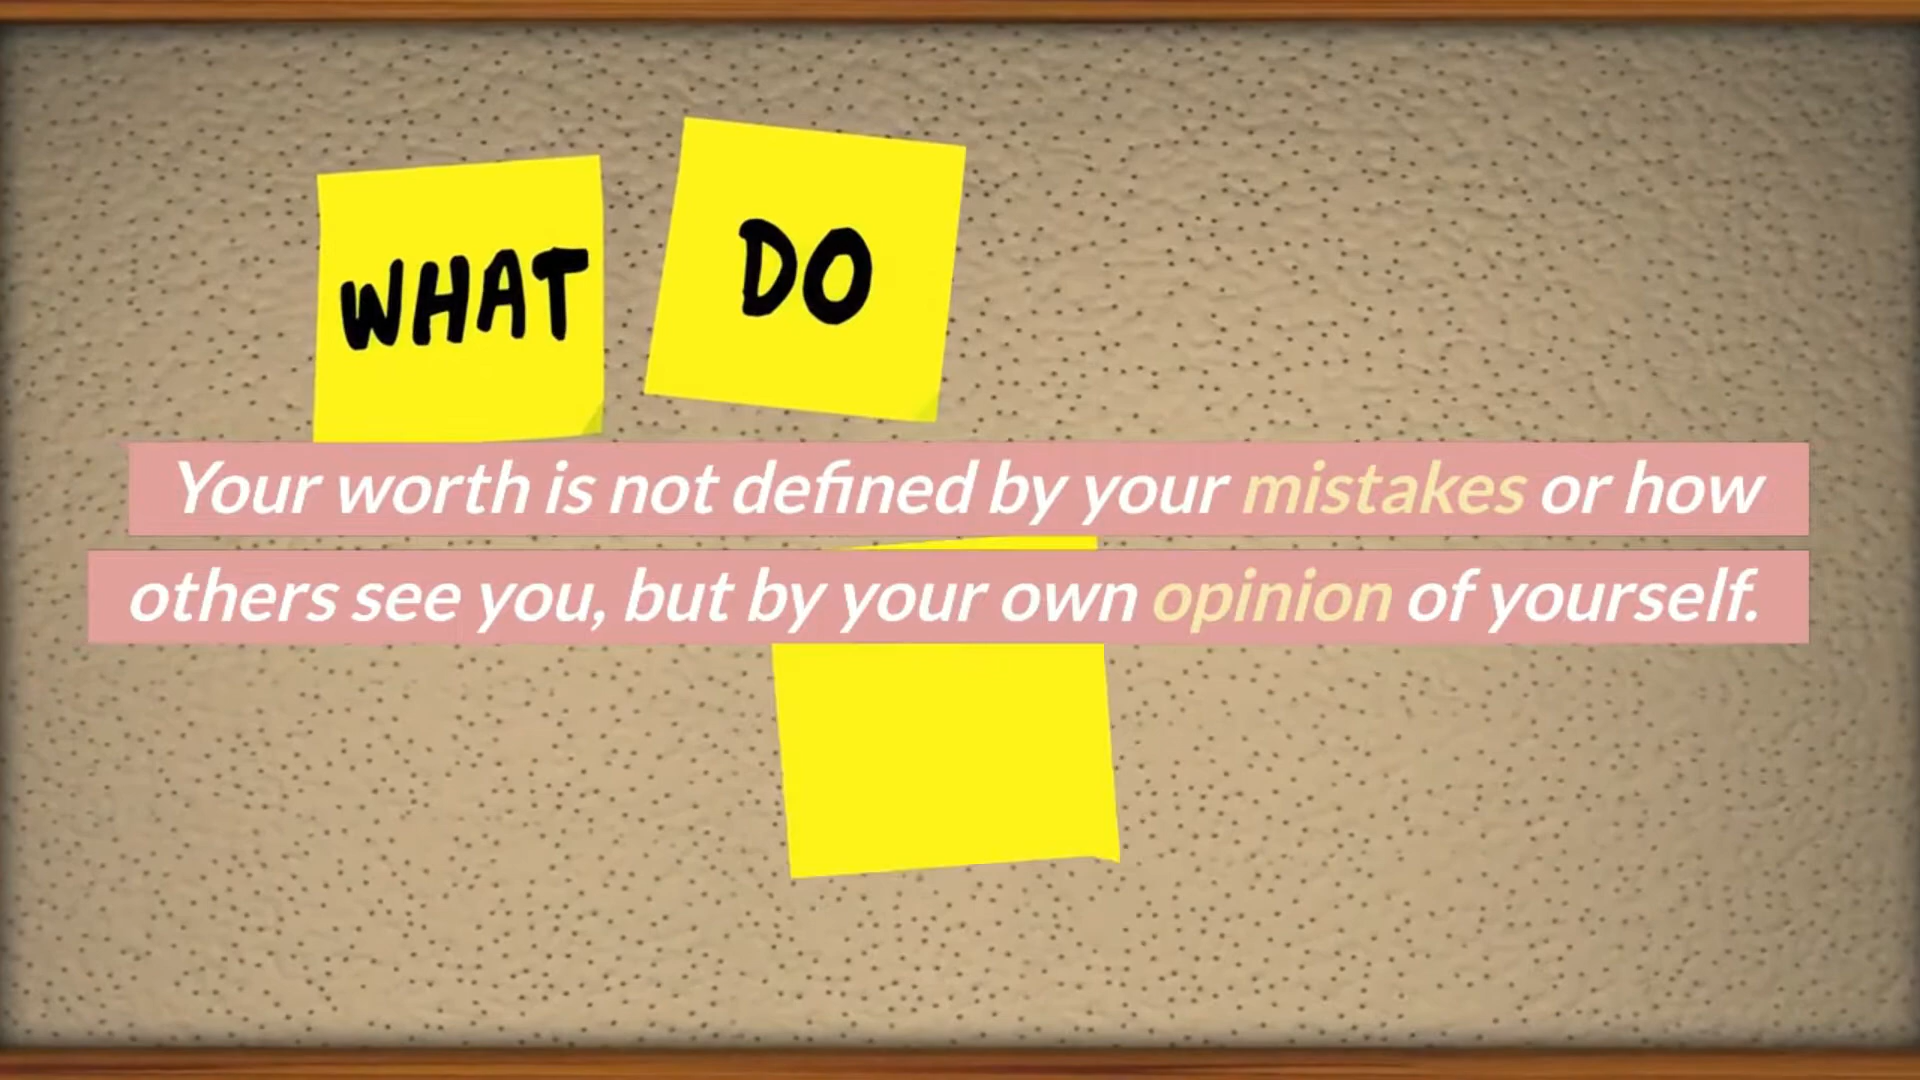 WHAT
DO
Your worth is not defined by your mistakes or how
others see you, but by your own opinion of yourself.